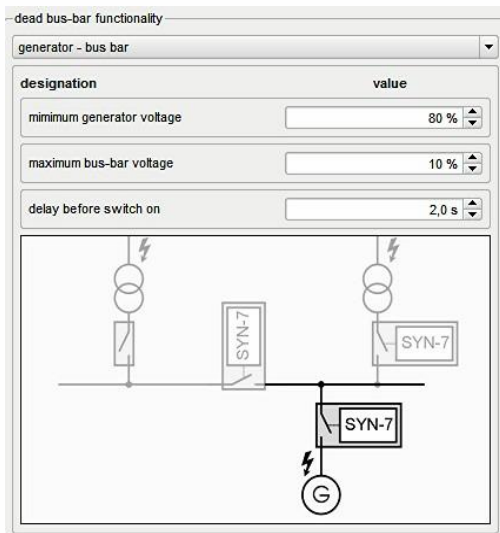 dead bus-bar functionality
generator - bus bar
designation value
mimimum generator voltage 80 %
maximum bus-bar voltage 10 %
delay before switch on 2,0 s
SYN-7
SYN-7
SYN-7
G